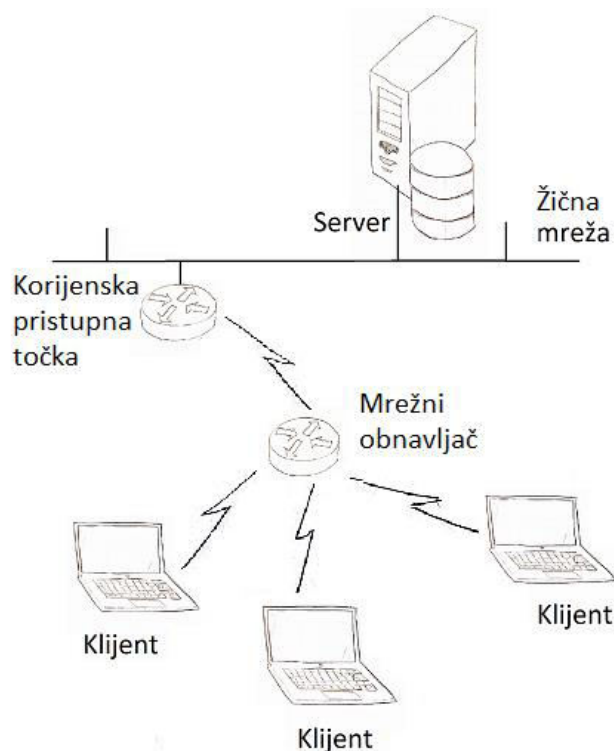 Server
Žična
mreža
Korijenska
pristupna
točka
Mrežni
obnavljač
Klijent
Klijent
Klijent